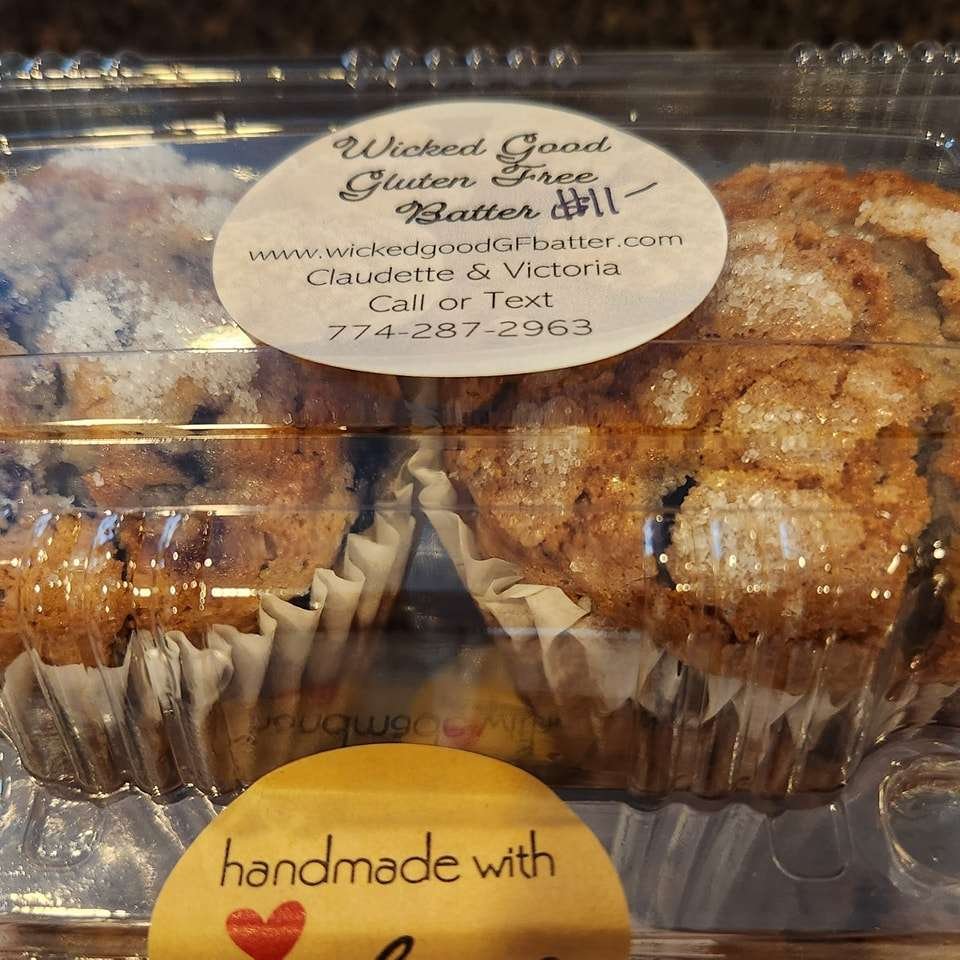 Wicked Good
Gluten Free
Batter #11-
www.wickedgoodGFbatter.com
Claudette & Victoria
Call or Text
774-287-2963
handmade with